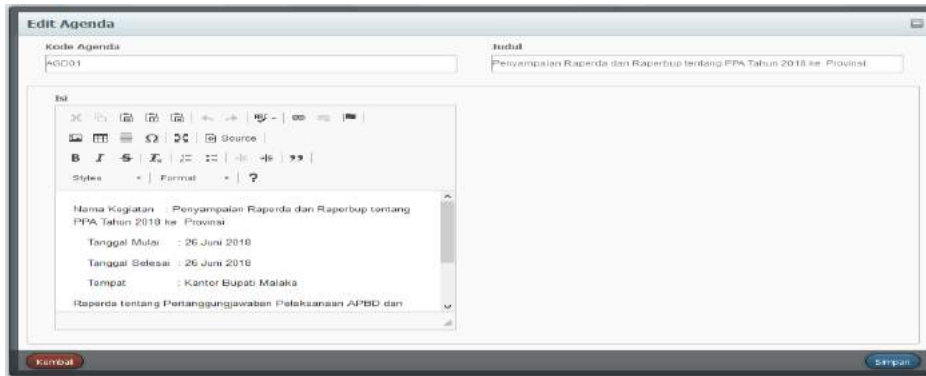 Edit Agenda
Kode Agenda
Judul
AGD01
Penyampaian Raperda dan Raperbup tentang PPA Tahun 2018 ke Provinsi
Isi
Source
B I S Tx
Styles Format ?
Nama Kegiatan : Penyampaian Raperda dan Raperbup tentang
PPA Tahun 2018 ke Provinsi
Tanggal Mulai : 26 Juni 2018
Tanggal Selesai : 26 Juni 2018
Tempat : Kantor Bupati Malaka
Raperda tentang Pertanggungjawaban Pelaksanaan APBD dan
Kembali
Simpan